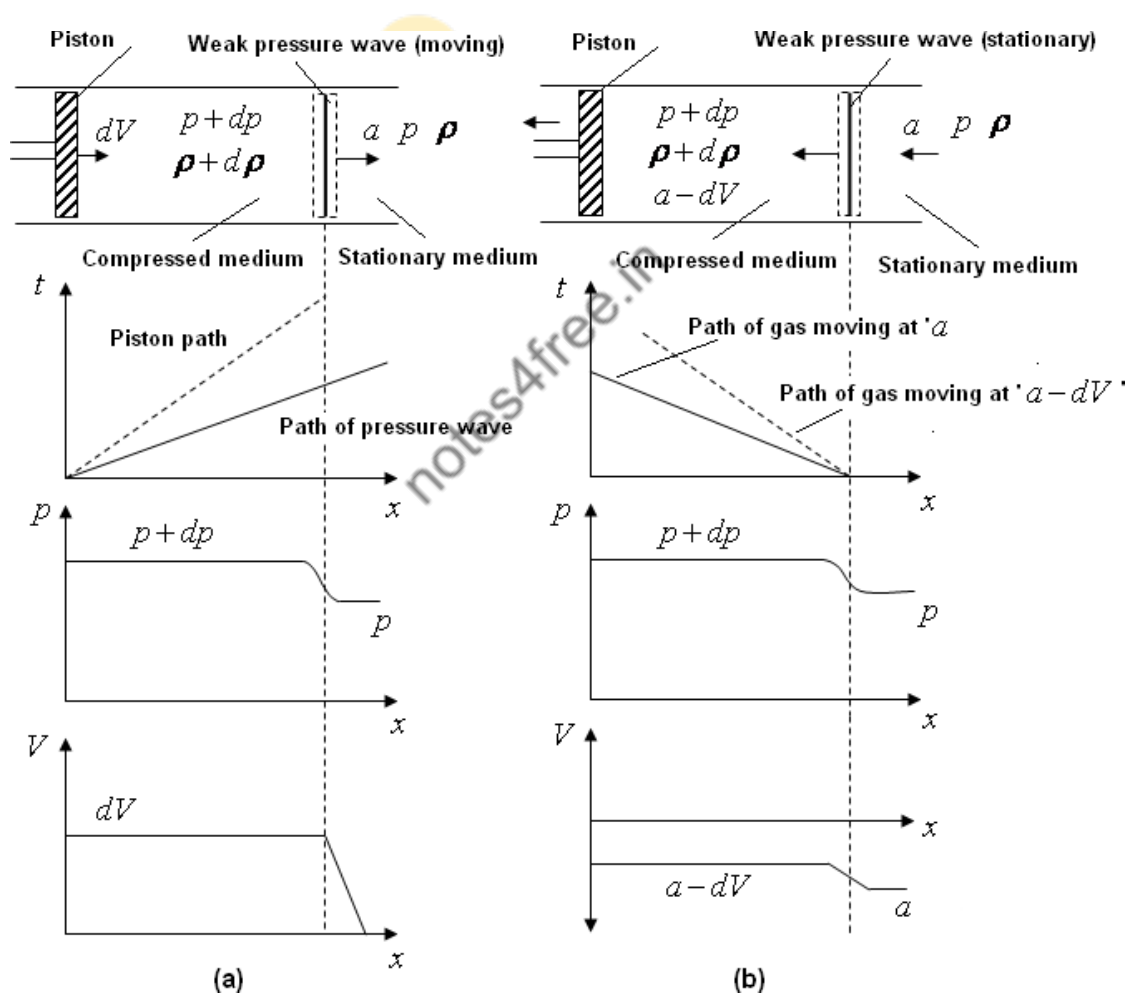 Piston
Weak pressure wave (moving)
dV
p + dp
ρ + dρ
a p ρ
Compressed medium
Stationary medium
t
Piston path
Path of pressure wave
x
p
p + dp
p
x
V
dV
x
(a)
Piston
Weak pressure wave (stationary)
p + dp
ρ + dρ
a − dV
a p ρ
Compressed medium
Stationary medium
t
Path of gas moving at 'a
Path of gas moving at 'a − dV'
x
p
p + dp
p
x
V
x
a − dV
a
(b)
notes4free.in